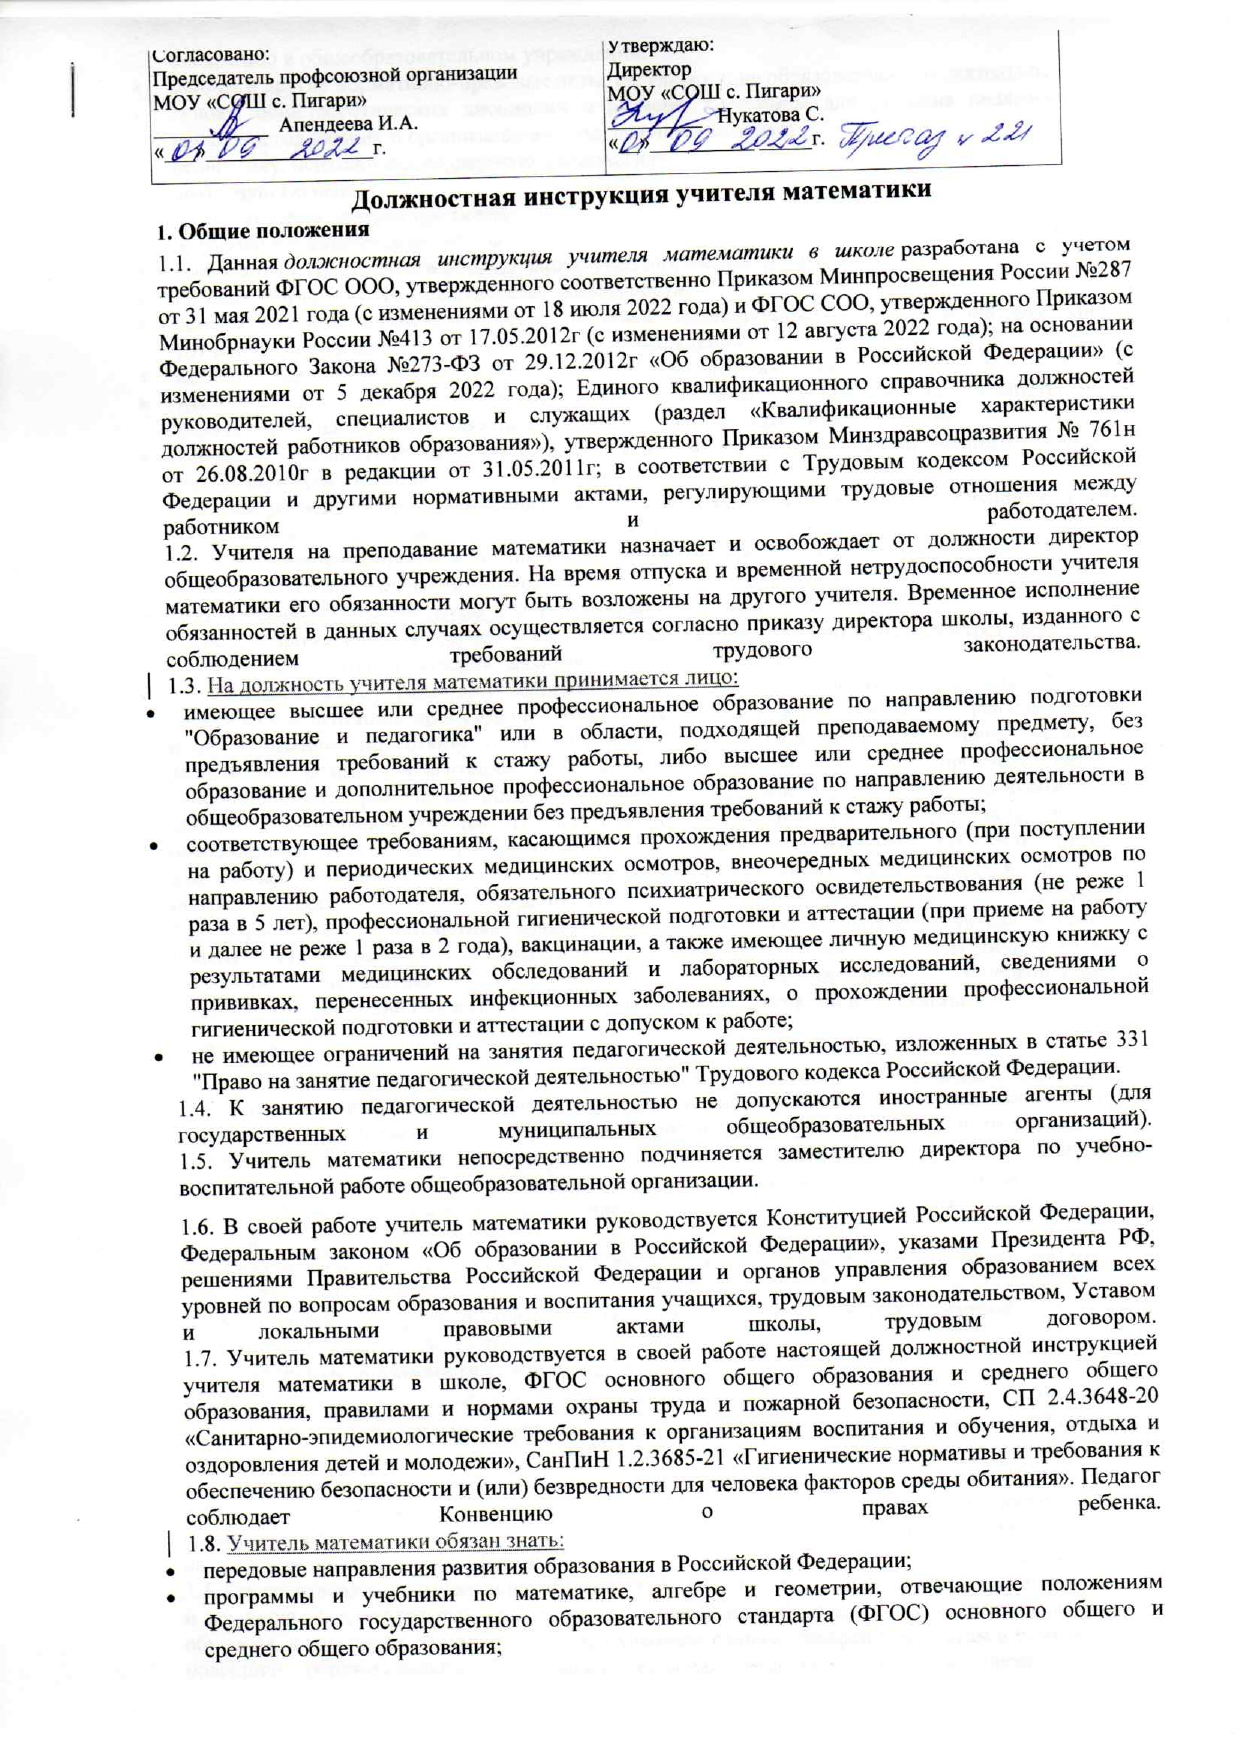 Согласовано:
Председатель профсоюзной организации
МОУ «СОШ с. Пигари»
__________ Апендеева И.А.
« 01 » 09 2022 г.
Утверждаю:
Директор
МОУ «СОШ с. Пигари»
__________ Нукатова С.
« 01 » 09 2022 г. Приказ № 221
Должностная инструкция учителя математики
1. Общие положения
1.1. Данная должностная инструкция учителя математики в школе разработана с учетом
требований ФГОС ООО, утвержденного соответственно Приказом Минпросвещения России №287
от 31 мая 2021 года (с изменениями от 18 июля 2022 года) и ФГОС СОО, утвержденного Приказом
Минобрнауки России №413 от 17.05.2012г (с изменениями от 12 августа 2022 года); на основании
Федерального Закона №273-ФЗ от 29.12.2012г «Об образовании в Российской Федерации» (с
изменениями от 5 декабря 2022 года); Единого квалификационного справочника должностей
руководителей, специалистов и служащих (раздел «Квалификационные характеристики
должностей работников образования»), утвержденного Приказом Минздравсоцразвития № 761н
от 26.08.2010г в редакции от 31.05.2011г; в соответствии с Трудовым кодексом Российской
Федерации и другими нормативными актами, регулирующими трудовые отношения между
работником и работодателем.
1.2. Учителя на преподавание математики назначает и освобождает от должности директор
общеобразовательного учреждения. На время отпуска и временной нетрудоспособности учителя
математики его обязанности могут быть возложены на другого учителя. Временное исполнение
обязанностей в данных случаях осуществляется согласно приказу директора школы, изданного с
соблюдением требований трудового законодательства.
1.3. На должность учителя математики принимается лицо:
• имеющее высшее или среднее профессиональное образование по направлению подготовки
"Образование и педагогика" или в области, подходящей преподаваемому предмету, без
предъявления требований к стажу работы, либо высшее или среднее профессиональное
образование и дополнительное профессиональное образование по направлению деятельности в
общеобразовательном учреждении без предъявления требований к стажу работы;
• соответствующее требованиям, касающимся прохождения предварительного (при поступлении
на работу) и периодических медицинских осмотров, внеочередных медицинских осмотров по
направлению работодателя, обязательного психиатрического освидетельствования (не реже 1
раза в 5 лет), профессиональной гигиенической подготовки и аттестации (при приеме на работу
и далее не реже 1 раза в 2 года), вакцинации, а также имеющее личную медицинскую книжку с
результатами медицинских обследований и лабораторных исследований, сведениями о
прививках, перенесенных инфекционных заболеваниях, о прохождении профессиональной
гигиенической подготовки и аттестации с допуском к работе;
• не имеющее ограничений на занятия педагогической деятельностью, изложенных в статье 331
"Право на занятие педагогической деятельностью" Трудового кодекса Российской Федерации.
1.4. К занятию педагогической деятельностью не допускаются иностранные агенты (для
государственных и муниципальных общеобразовательных организаций).
1.5. Учитель математики непосредственно подчиняется заместителю директора по учебно-
воспитательной работе общеобразовательной организации.
1.6. В своей работе учитель математики руководствуется Конституцией Российской Федерации,
Федеральным законом «Об образовании в Российской Федерации», указами Президента РФ,
решениями Правительства Российской Федерации и органов управления образованием всех
уровней по вопросам образования и воспитания учащихся, трудовым законодательством, Уставом
и локальными правовыми актами школы, трудовым договором.
1.7. Учитель математики руководствуется в своей работе настоящей должностной инструкцией
учителя математики в школе, ФГОС основного общего образования и среднего общего
образования, правилами и нормами охраны труда и пожарной безопасности, СП 2.4.3648-20
«Санитарно-эпидемиологические требования к организациям воспитания и обучения, отдыха и
оздоровления детей и молодежи», СанПиН 1.2.3685-21 «Гигиенические нормативы и требования к
обеспечению безопасности и (или) безвредности для человека факторов среды обитания». Педагог
соблюдает Конвенцию о правах ребенка.
1.8. Учитель математики обязан знать:
• передовые направления развития образования в Российской Федерации;
• программы и учебники по математике, алгебре и геометрии, отвечающие положениям
Федерального государственного образовательного стандарта (ФГОС) основного общего и
среднего общего образования;